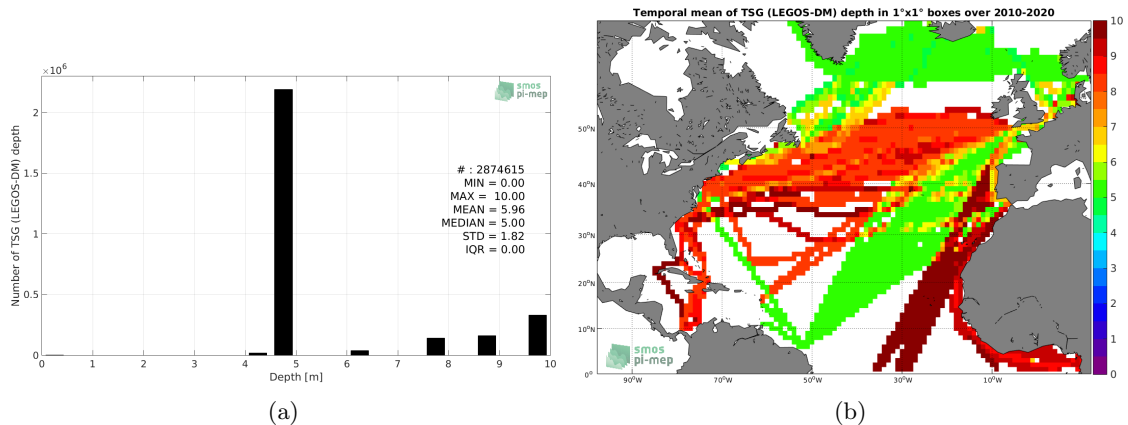 ×10⁶
2
1.5
1
0.5
0
Number of TSG (LEGOS-DM) depth
smos
pi-mep
# : 2874615
MIN = 0.00
MAX = 10.00
MEAN = 5.96
MEDIAN = 5.00
STD = 1.82
IQR = 0.00
0 1 2 3 4 5 6 7 8 9 10
Depth [m]
(a)
Temporal mean of TSG (LEGOS-DM) depth in 1°x1° boxes over 2010-2020
50°N
40°N
30°N
20°N
10°N
0°
90°W 70°W 50°W 30°W 10°W
smos
pi-mep
10
9
8
7
6
5
4
3
2
1
0
(b)